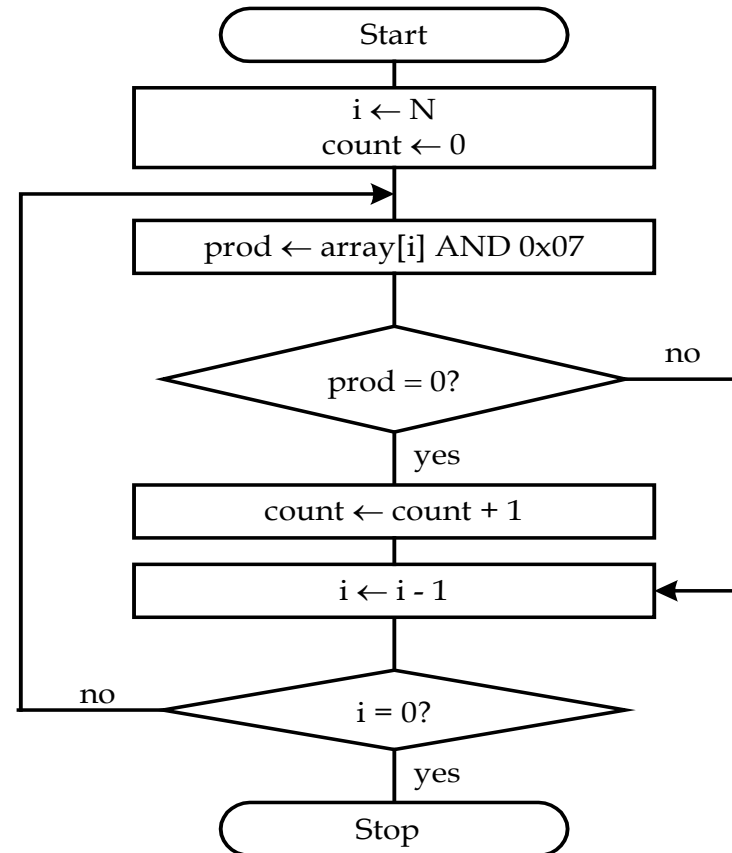 Start
i ← N
count ← 0
prod ← array[i] AND 0x07
prod = 0?
no
yes
count ← count + 1
i ← i - 1
i = 0?
no
yes
Stop